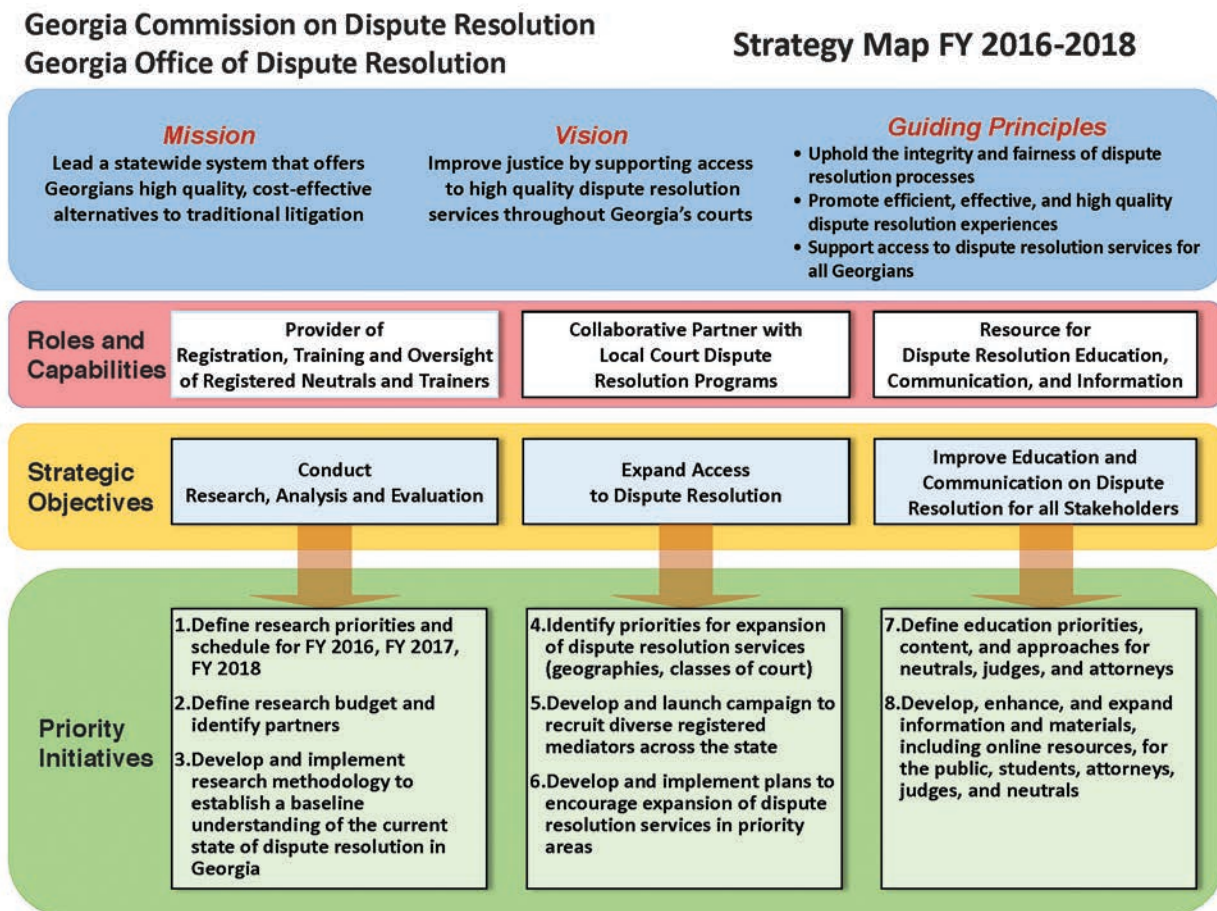 Georgia Commission on Dispute Resolution
Georgia Office of Dispute Resolution
Strategy Map FY 2016-2018
Mission
Lead a statewide system that offers
Georgians high quality, cost-effective
alternatives to traditional litigation
Vision
Improve justice by supporting access
to high quality dispute resolution
services throughout Georgia's courts
Guiding Principles
• Uphold the integrity and fairness of dispute
resolution processes
• Promote efficient, effective, and high quality
dispute resolution experiences
• Support access to dispute resolution services for
all Georgians
Roles and
Capabilities
Provider of
Registration, Training and Oversight
of Registered Neutrals and Trainers
Collaborative Partner with
Local Court Dispute
Resolution Programs
Resource for
Dispute Resolution Education,
Communication, and Information
Strategic
Objectives
Conduct
Research, Analysis and Evaluation
Expand Access
to Dispute Resolution
Improve Education and
Communication on Dispute
Resolution for all Stakeholders
Priority
Initiatives
1.Define research priorities and
schedule for FY 2016, FY 2017,
FY 2018
2.Define research budget and
identify partners
3.Develop and implement
research methodology to
establish a baseline
understanding of the current
state of dispute resolution in
Georgia
4.Identify priorities for expansion
of dispute resolution services
(geographies, classes of court)
5.Develop and launch campaign to
recruit diverse registered
mediators across the state
6.Develop and implement plans to
encourage expansion of dispute
resolution services in priority
areas
7.Define education priorities,
content, and approaches for
neutrals, judges, and attorneys
8.Develop, enhance, and expand
information and materials,
including online resources, for
the public, students, attorneys,
judges, and neutrals